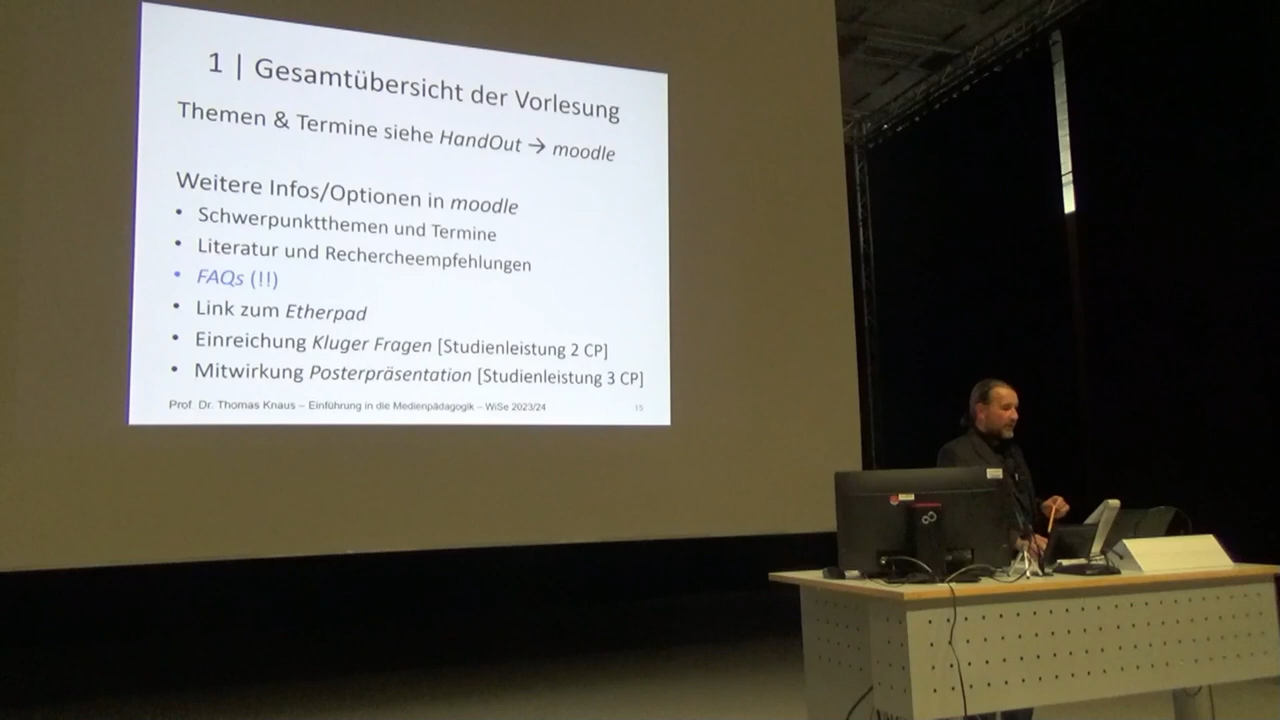 1 | Gesamtübersicht der Vorlesung
Themen & Termine siehe HandOut → moodle
Weitere Infos/Optionen in moodle
• Schwerpunktthemen und Termine
• Literatur und Rechercheempfehlungen
• FAQs (!!)
• Link zum Etherpad
• Einreichung Kluger Fragen [Studienleistung 2 CP]
• Mitwirkung Posterpräsentation [Studienleistung 3 CP]
Prof. Dr. Thomas Knaus – Einführung in die Medienpädagogik – WiSe 2023/24
15